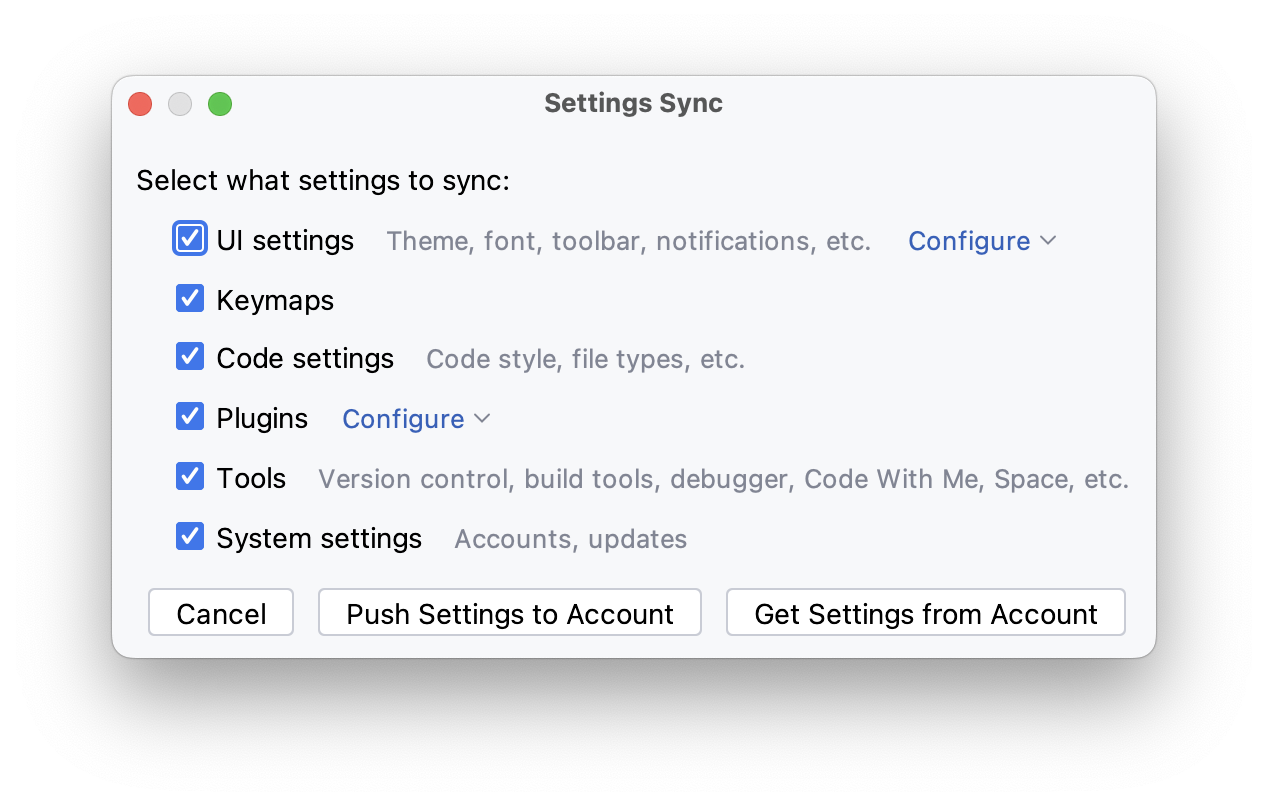 Settings Sync
Select what settings to sync:
UI settings Theme, font, toolbar, notifications, etc. Configure
Keymaps
Code settings Code style, file types, etc.
Plugins Configure
Tools Version control, build tools, debugger, Code With Me, Space, etc.
System settings Accounts, updates
Cancel Push Settings to Account Get Settings from Account